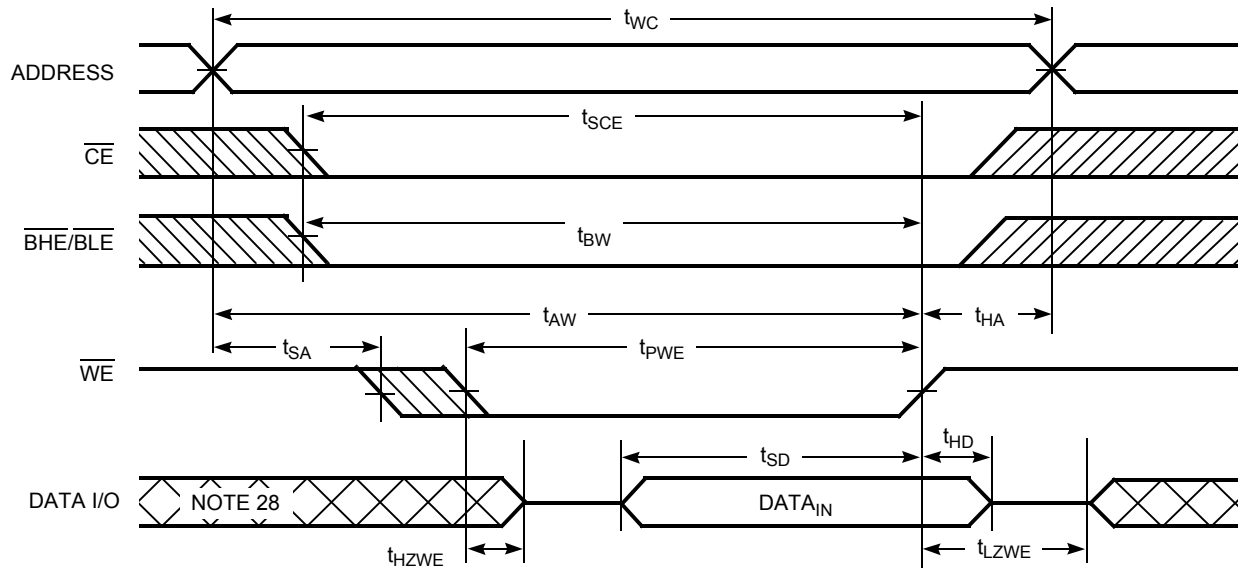 tWC
ADDRESS
tSCE
CE
tBW
BHE/BLE
tAW
tHA
tSA
tPWE
WE
tHD
tSD
DATA I/O
NOTE 28
DATAIN
tHZWE
tLZWE